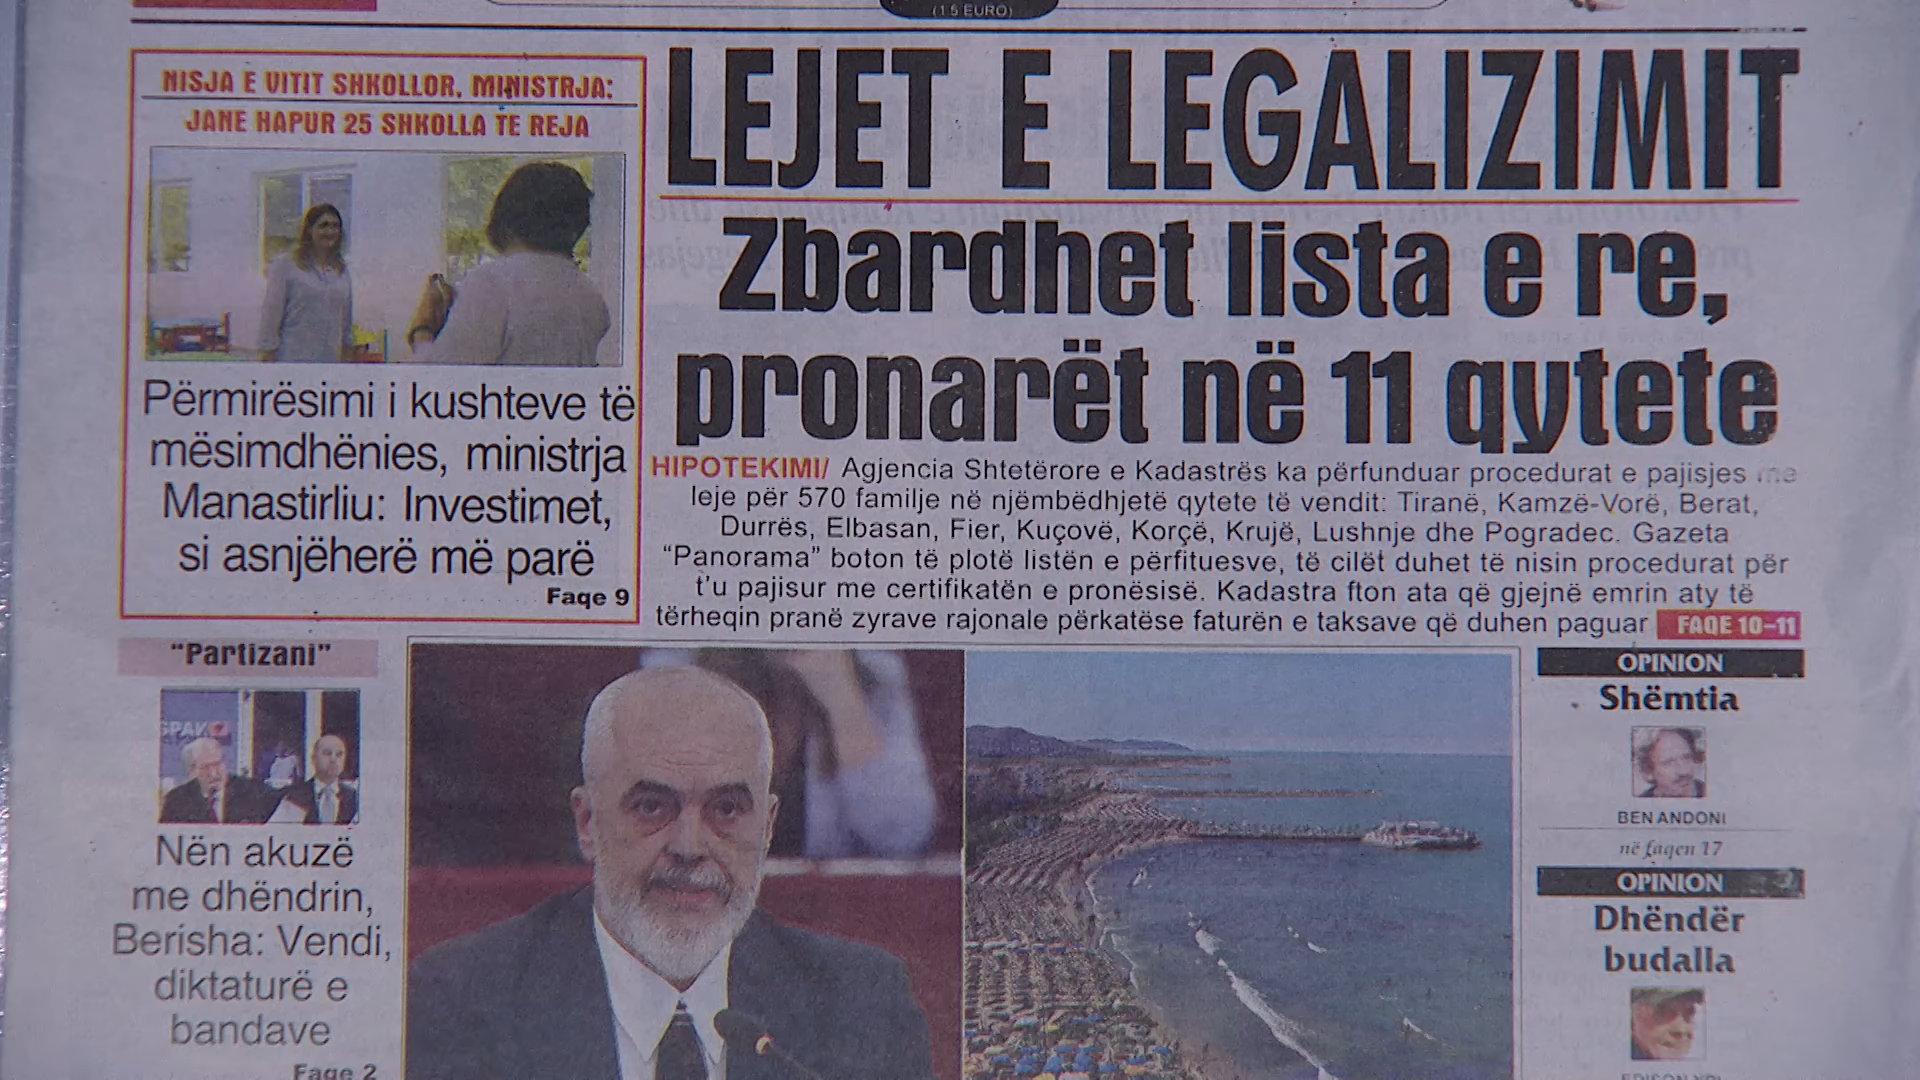 (1.5 EURO)
NISJA E VITIT SHKOLLOR, MINISTRJA:
JANE HAPUR 25 SHKOLLA TE REJA
Përmirësimi i kushteve të
mësimdhënies, ministrja
Manastirliu: Investimet,
si asnjëherë më parë
Faqe 9
LEJET E LEGALIZIMIT
Zbardhet lista e re,
pronarët në 11 qytete
HIPOTEKIMI/ Agjencia Shtetërore e Kadastrës ka përfunduar procedurat e pajisjes me
leje për 570 familje në njëmbëdhjetë qytete të vendit: Tiranë, Kamzë-Vorë, Berat,
Durrës, Elbasan, Fier, Kuçovë, Korçë, Krujë, Lushnje dhe Pogradec. Gazeta
“Panorama” boton të plotë listën e përfituesve, të cilët duhet të nisin procedurat për
t’u pajisur me certifikatën e pronësisë. Kadastra fton ata që gjejnë emrin aty të
tërheqin pranë zyrave rajonale përkatëse faturën e taksave që duhen paguar FAQE 10-11
“Partizani”
Nën akuzë
me dhëndrin,
Berisha: Vendi,
diktaturë e
bandave
Faqe 2
OPINION
Shëmtia
BEN ANDONI
në faqen 17
OPINION
Dhëndër
budalla